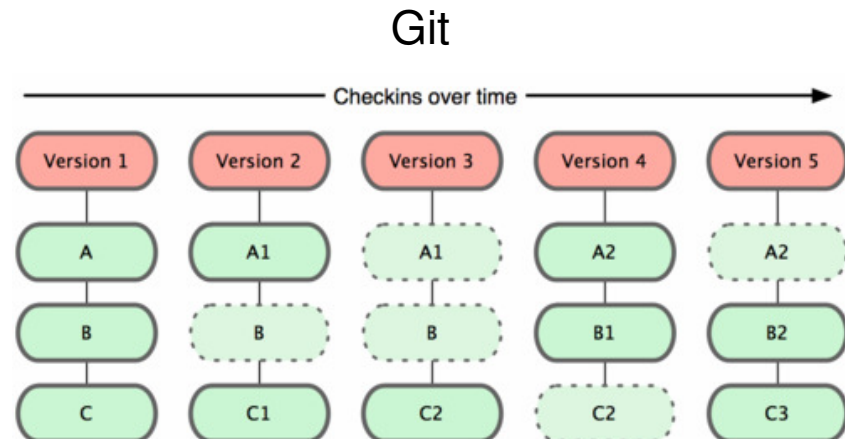 Git
Checkins over time
Version 1 Version 2 Version 3 Version 4 Version 5
A A1 A1 A2 A2
B B B B1 B2
C C1 C2 C2 C3